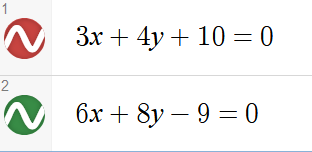 1
3x + 4y + 10 = 0
2
6x + 8y − 9 = 0